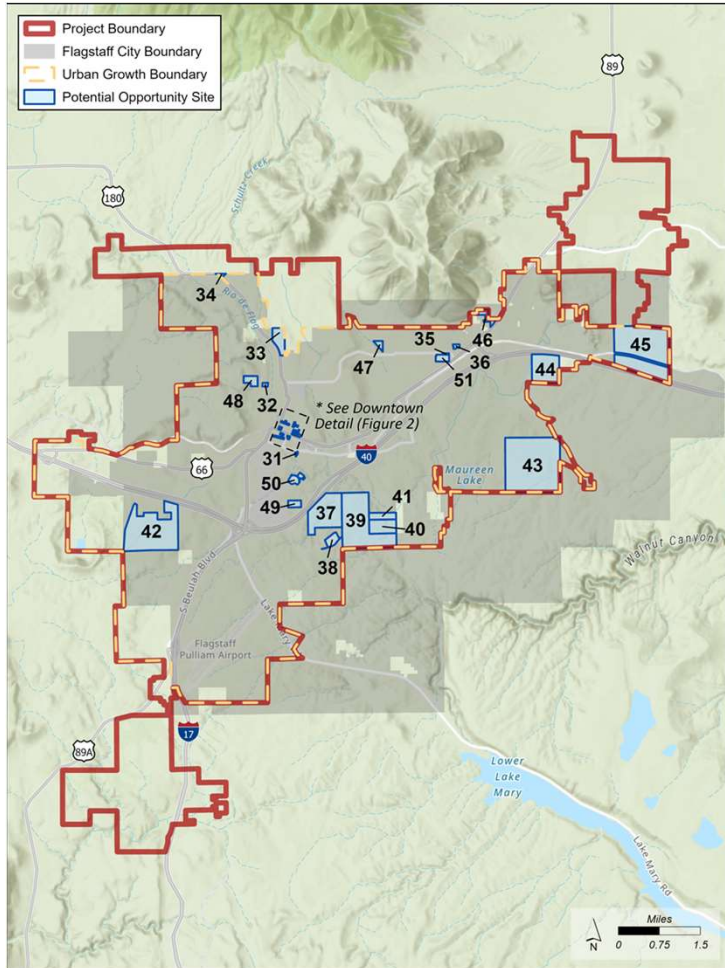 Project Boundary
Flagstaff City Boundary
Urban Growth Boundary
Potential Opportunity Site
89
180
Schultz Creek
Rio de Flag
34
33
35
46
45
47
36
51
44
48
32
* See Downtown
Detail (Figure 2)
31
40
66
Maureen
Lake
43
50
49
37
39
41
40
42
38
Walnut Canyon
S Beulah Blvd
Lake Mary
Flagstaff
Pulliam Airport
17
89A
Lower
Lake
Mary
Lake Mary Rd
Miles
N
0 0.75 1.5